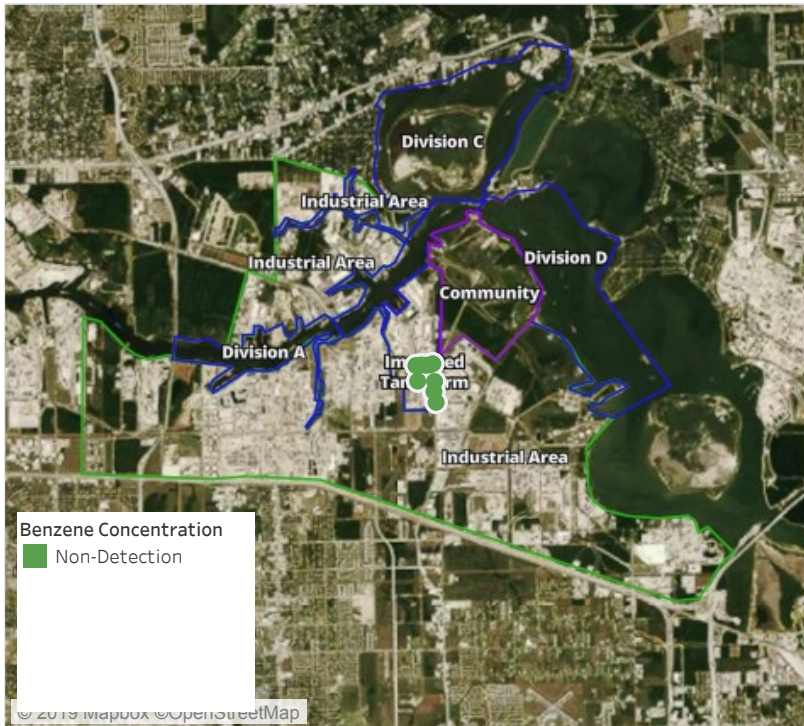 Division C
Industrial Area
Industrial Area
Division D
Community
Division A
Industrial Area
Benzene Concentration
Non-Detection
© 2019 Mapbox ©OpenStreetMap